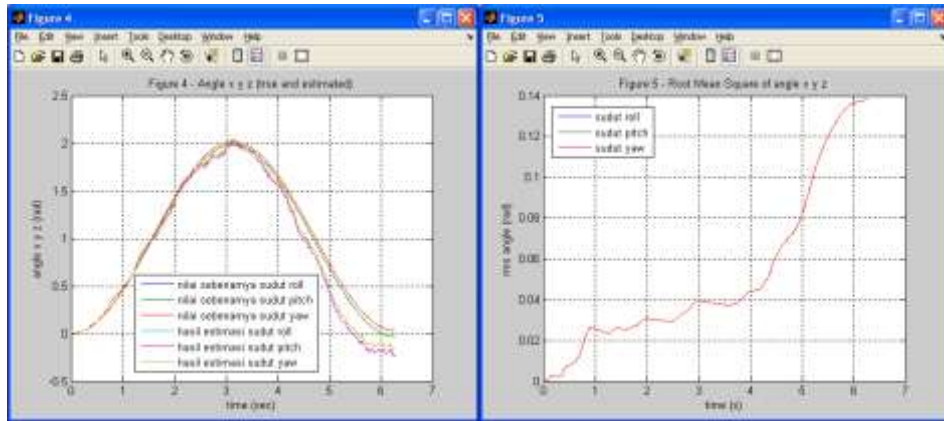 Figure 4
File Edit View Insert Tools Desktop Window Help
Figure 4 - Angle x y z (true and estimated)
2.5
2
1.5
1
0.5
0
-0.5
angle x y z (rad)
nilai sebenarnya sudut roll
nilai sebenarnya sudut pitch
nilai sebenarnya sudut yaw
hasil estimasi sudut roll
hasil estimasi sudut pitch
hasil estimasi sudut yaw
0 1 2 3 4 5 6 7
time (sec)
Figure 5
File Edit View Insert Tools Desktop Window Help
Figure 5 - Root Mean Square of angle x y z
0.14
0.12
0.1
0.08
0.06
0.04
0.02
0
rms angle (rad)
sudut roll
sudut pitch
sudut yaw
0 1 2 3 4 5 6 7
time (s)